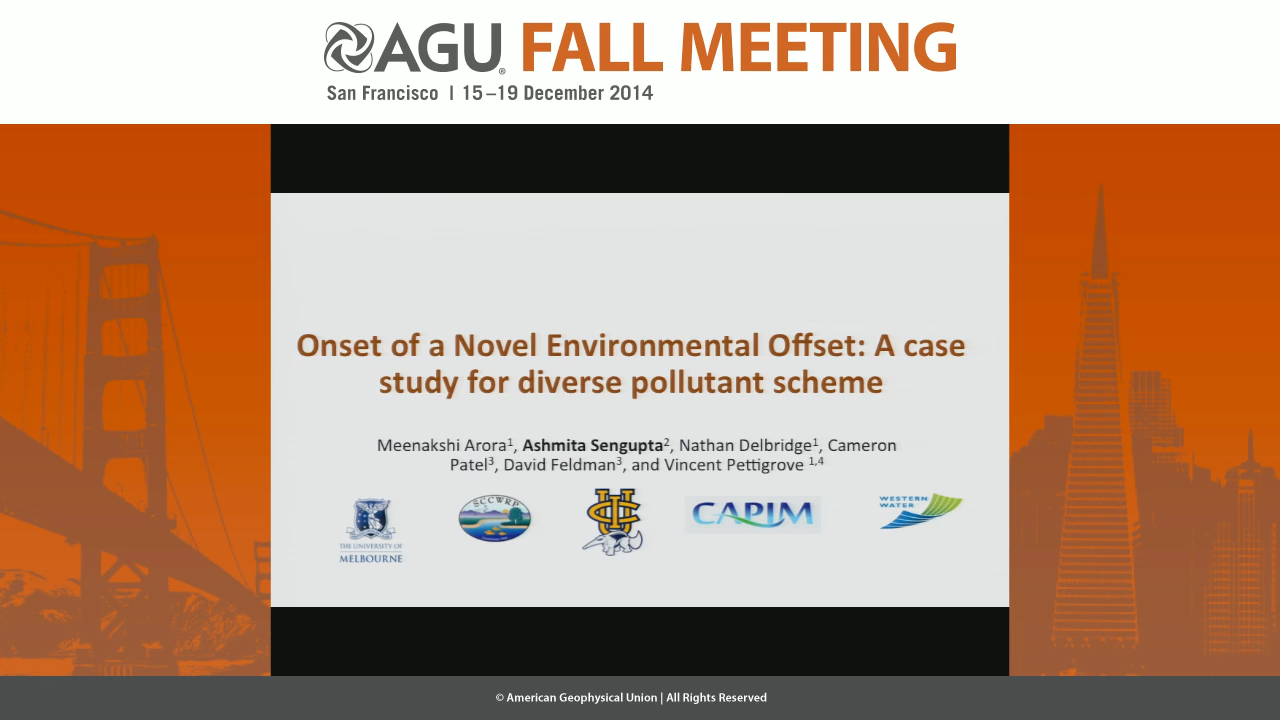 AGU® FALL MEETING
San Francisco | 15–19 December 2014
Onset of a Novel Environmental Offset: A case
study for diverse pollutant scheme
Meenakshi Arora1, Ashmita Sengupta2, Nathan Delbridge1, Cameron
Patel3, David Feldman3, and Vincent Pettigrove 1,4
THE UNIVERSITY OF
MELBOURNE
SCCWRP
UCI
CAPIM
WESTERN
WATER
© American Geophysical Union | All Rights Reserved